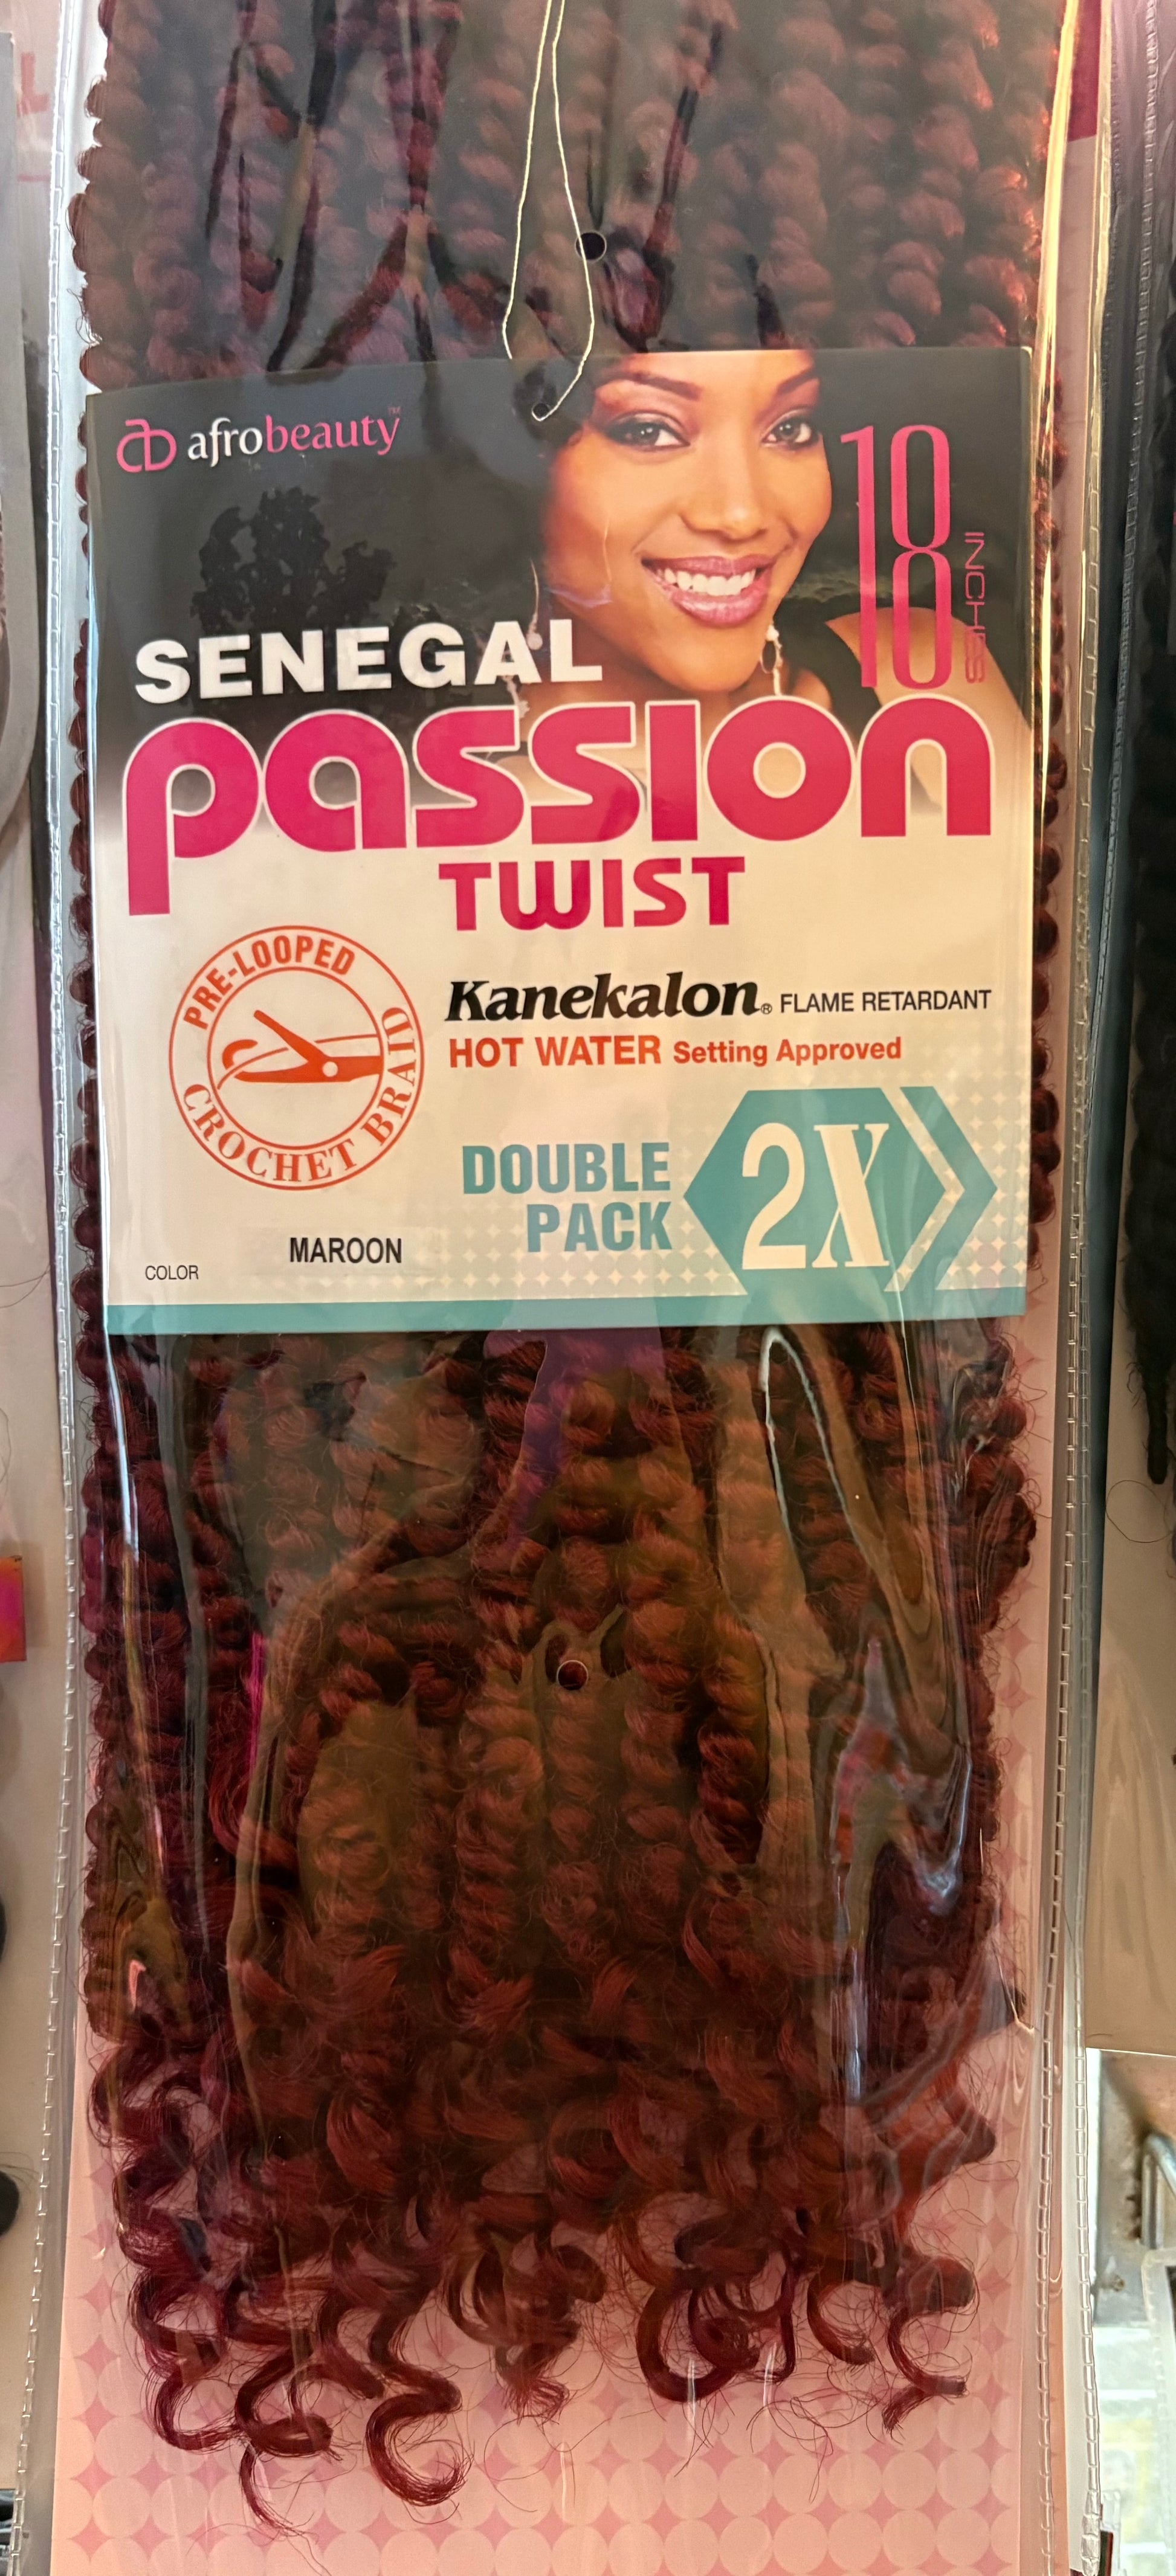 afrobeauty™
18 INCHES
SENEGAL
passion
TWIST
PRE-LOOPED
CROCHET BRAID
Kanekalon® FLAME RETARDANT
HOT WATER Setting Approved
DOUBLE
PACK
2X
COLOR
MAROON